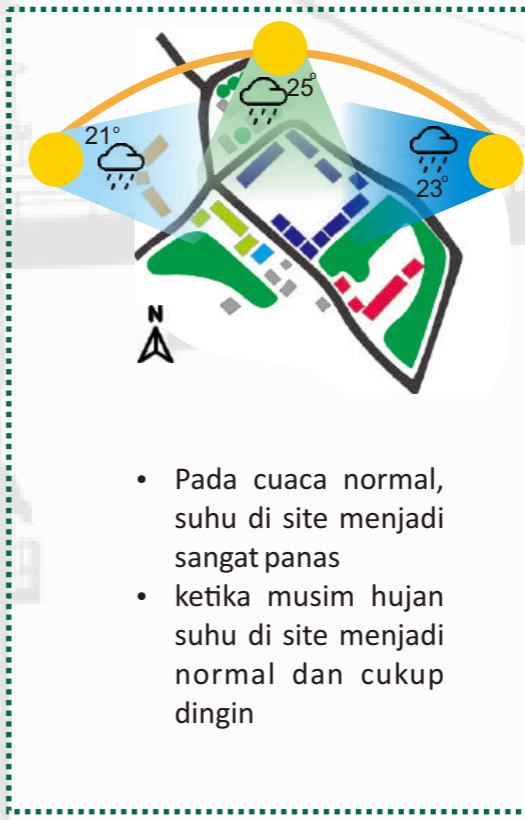 25°
21°
23°
N
• Pada cuaca normal,
suhu di site menjadi
sangat panas
• ketika musim hujan
suhu di site menjadi
normal dan cukup
dingin